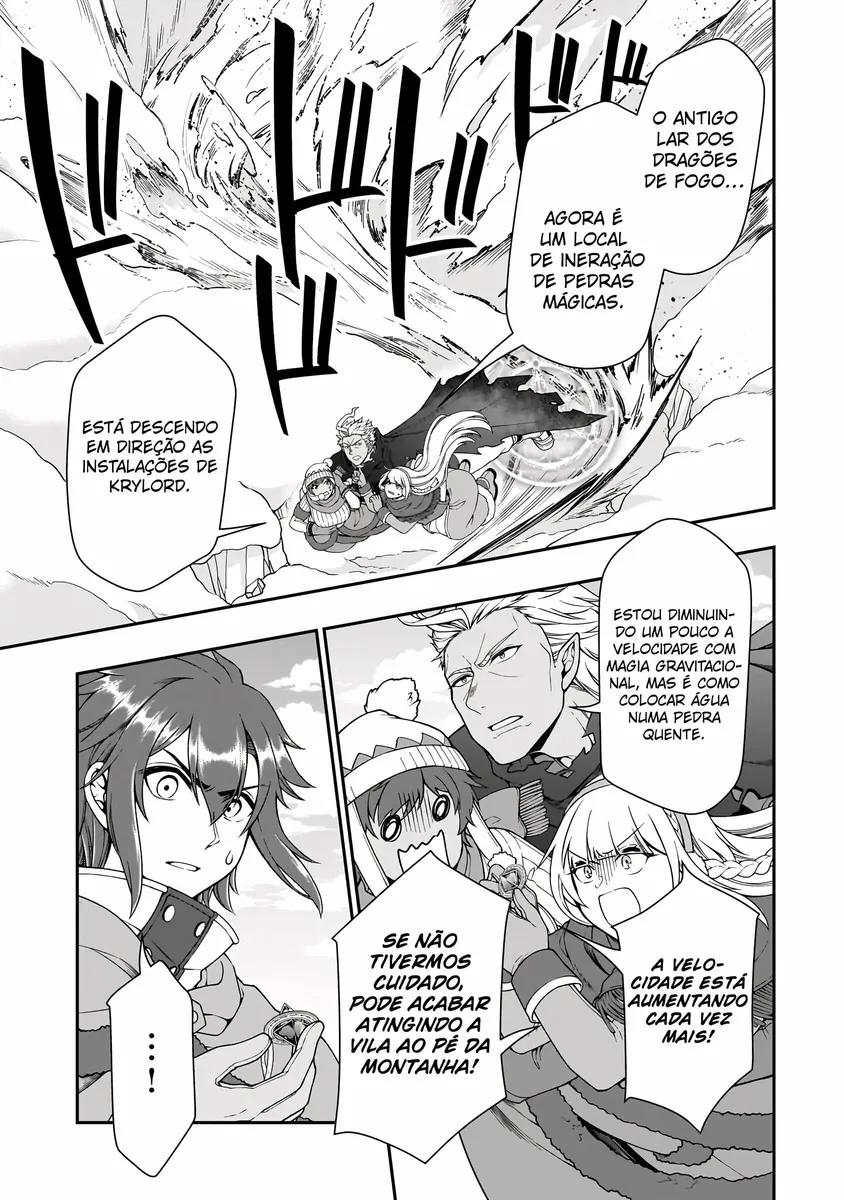 O ANTIGO
LAR DOS
DRAGÕES
DE FOGO...
AGORA É
UM LOCAL
DE INERAÇÃO
DE PEDRAS
MÁGICAS.
ドドドドド
ESTÁ DESCENDO
EM DIREÇÃO AS
INSTALAÇÕES DE
KRYLORD.
ESTOU DIMINUIN-
DO UM POUCO A
VELOCIDADE COM
MAGIA GRAVITACIO-
NAL, MAS É COMO
COLOCAR ÁGUA
NUMA PEDRA
QUENTE.
A VELO-
CIDADE ESTÁ
AUMENTANDO
CADA VEZ
MAIS!
SE NÃO
TIVERMOS
CUIDADO,
PODE ACABAR
ATINGINDO A
VILA AO PÉ DA
MONTANHA!
...!